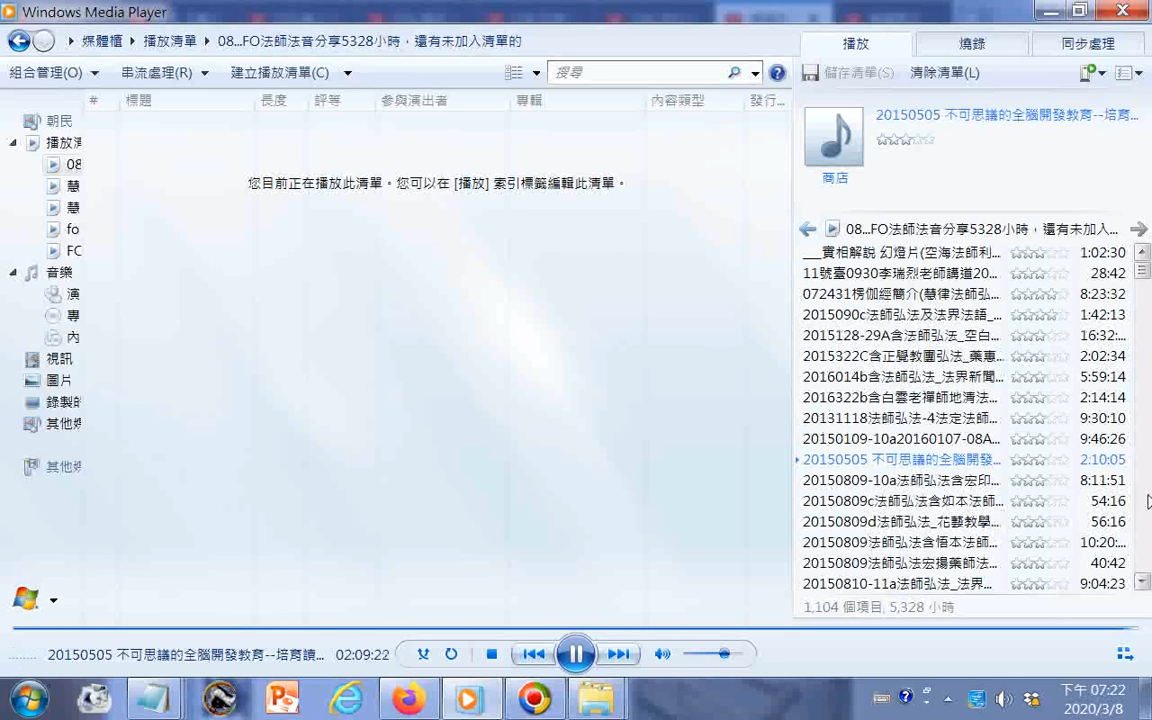 Windows Media Player
媒體櫃 播放清單 08...FO法師法音分享5328小時，還有未加入清單的
播放 燒錄 同步處理
組合管理(O) 串流處理(R) 建立播放清單(C) 搜尋
儲存清單(S) 清除清單(L)
# 標題 長度 評等 參與演出者 專輯 內容類型 發行...
朝民
播放清
08
慧
慧
fo
FC
音樂
演
專
內
視訊
圖片
錄製的
其他媒
其他媒
您目前正在播放此清單。您可以在 [播放] 索引標籤編輯此清單。
20150505 不可思議的全腦開發教育--培育...
商店
08...FO法師法音分享5328小時，還有未加入...
___實相解說 幻燈片(空海法師利... 1:02:30
11號臺0930李瑞烈老師講道20... 28:42
072431楞伽經簡介(慧律法師弘... 8:23:32
2015090c法師弘法及法界法語_... 1:42:13
2015128-29A含法師弘法_空白... 16:32:...
2015322C含正覺教團弘法_藥惠... 2:02:34
2016014b含法師弘法_法界新聞... 5:59:14
2016322b含白雲老禪師地清法... 2:14:14
20131118法師弘法-4法定法師... 9:30:10
20150109-10a20160107-08A... 9:46:26
20150505 不可思議的全腦開發... 2:10:05
20150809-10a法師弘法含宏印... 8:11:51
20150809c法師弘法含如本法師... 54:16
20150809d法師弘法_花藝教學... 56:16
20150809法師弘法含悟本法師... 10:20:...
20150809法師弘法宏揚藥師法... 40:42
20150810-11a法師弘法_法界... 9:04:23
1,104 個項目, 5,328 小時
20150505 不可思議的全腦開發教育--培育讀... 02:09:22
下午 07:22
2020/3/8